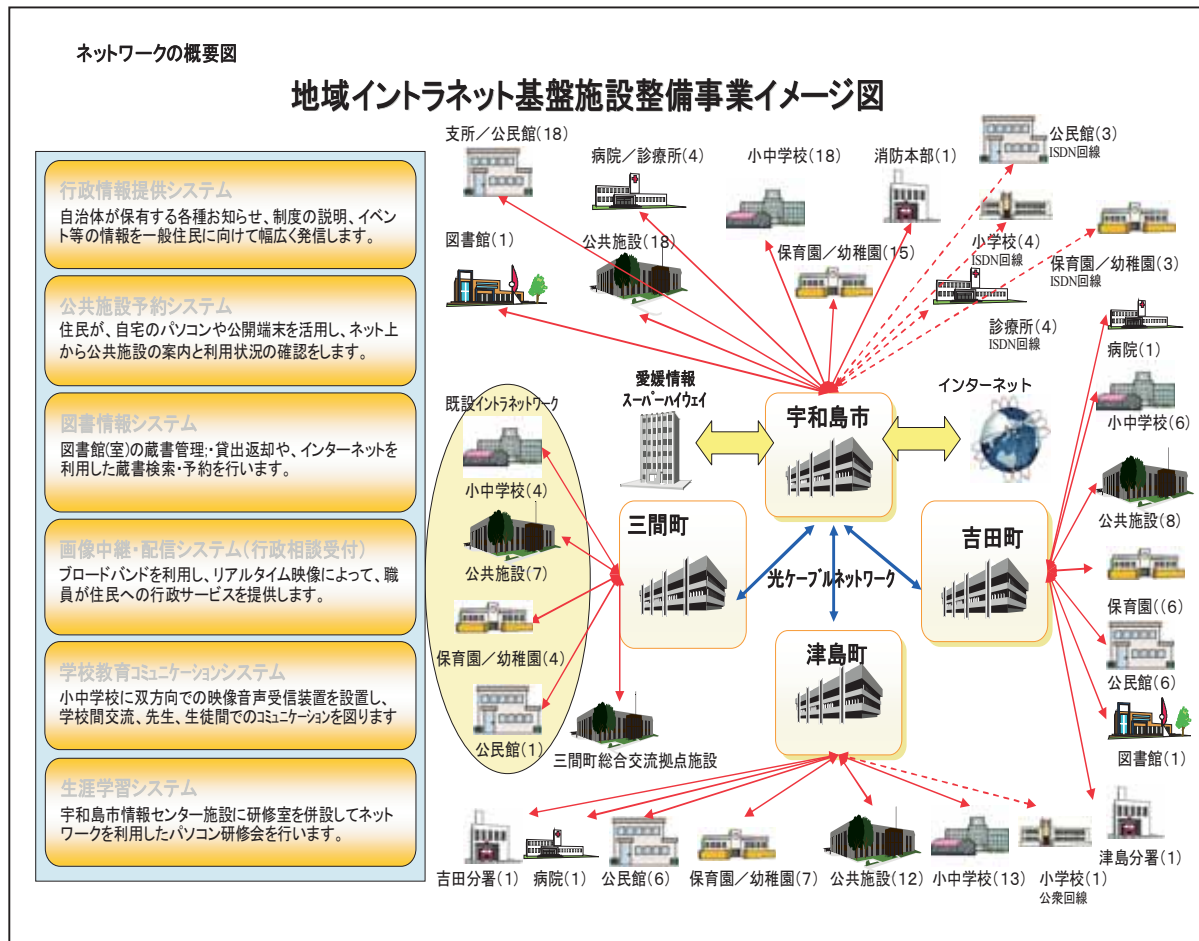 ネットワークの概要図
地域イントラネット基盤施設整備事業イメージ図
行政情報提供システム
自治体が保有する各種お知らせ、制度の説明、イベン
ト等の情報を一般住民に向けて幅広く発信します。
公共施設予約システム
住民が、自宅のパソコンや公開端末を活用し、ネット上
から公共施設の案内と利用状況の確認をします。
図書情報システム
図書館(室)の蔵書管理;・貸出返却や、インターネットを
利用した蔵書検索・予約を行います。
画像中継・配信システム(行政相談受付)
ブロードバンドを利用し、リアルタイム映像によって、職
員が住民への行政サービスを提供します。
学校教育コミュニケーションシステム
小中学校に双方向での映像音声受信装置を設置し、
学校間交流、先生、生徒間でのコミュニケーションを図ります
生涯学習システム
宇和島市情報センター施設に研修室を併設してネット
ワークを利用したパソコン研修会を行います。
支所／公民館(18)
病院／診療所(4)
小中学校(18)
消防本部(1)
公民館(3)
ISDN回線
図書館(1)
公共施設(18)
保育園／幼稚園(15)
小学校(4)
ISDN回線
保育園／幼稚園(3)
ISDN回線
診療所(4)
ISDN回線
病院(1)
愛媛情報
スーパーハイウェイ
宇和島市
インターネット
既設イントラネットワーク
小中学校(4)
公共施設(7)
保育園／幼稚園(4)
公民館(1)
三間町
三間町総合交流拠点施設
光ケーブルネットワーク
津島町
吉田町
小中学校(6)
公共施設(8)
保育園((6)
公民館(6)
図書館(1)
津島分署(1)
吉田分署(1)
病院(1)
公民館(6)
保育園／幼稚園(7)
公共施設(12)
小中学校(13)
小学校(1)
公衆回線